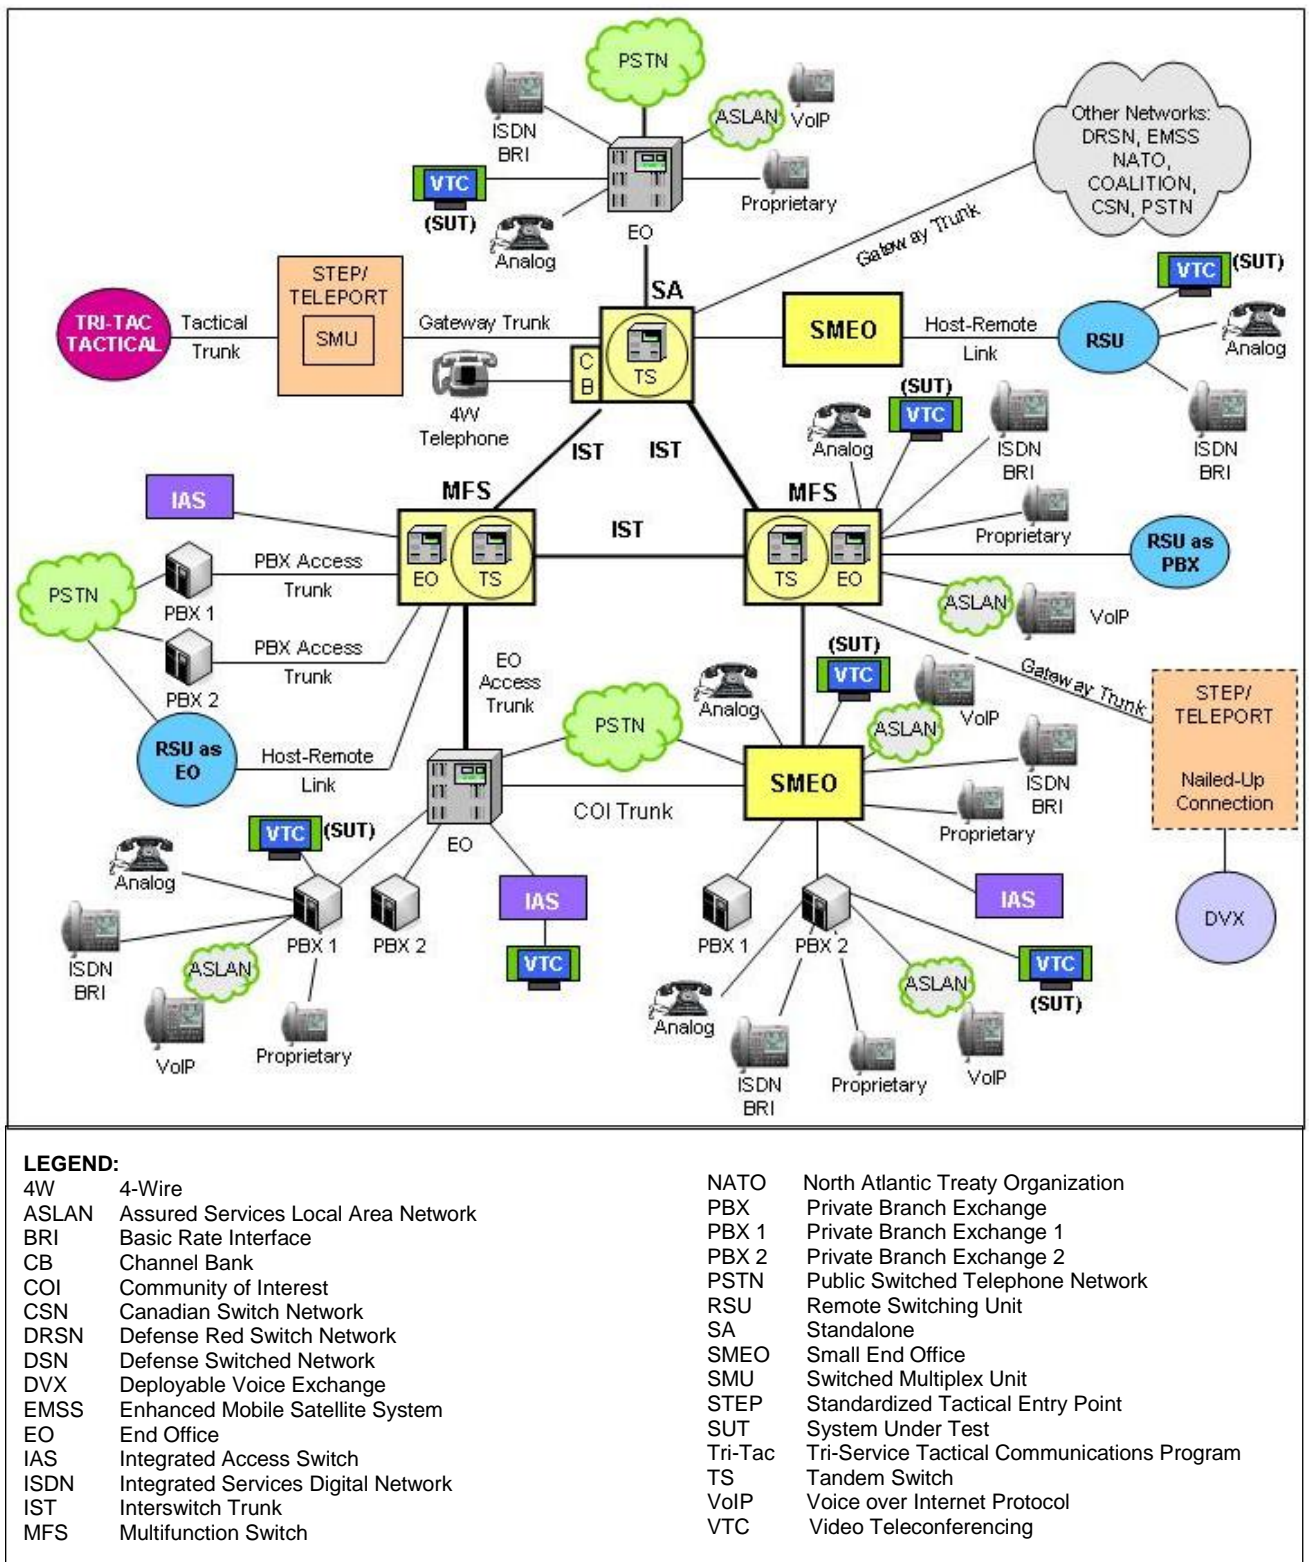 PSTN
ISDN
BRI
ASLAN
VoIP
VTC
(SUT)
Proprietary
Analog
EO
Other Networks:
DRSN, EMSS
NATO,
COALITION,
CSN, PSTN
Gateway Trunk
SA
STEP/
TELEPORT
SMU
TRI-TAC
TACTICAL
Tactical
Trunk
Gateway Trunk
C
B
TS
4W
Telephone
SMEO
Host-Remote
Link
RSU
VTC
(SUT)
Analog
ISDN
BRI
IST
IST
(SUT)
VTC
Analog
ISDN
BRI
Proprietary
MFS
EO
TS
IST
MFS
TS
EO
RSU as
PBX
ASLAN
VoIP
IAS
PSTN
PBX 1
PBX Access
Trunk
PBX 2
PBX Access
Trunk
RSU as
EO
Host-Remote
Link
EO
Access
Trunk
PSTN
Gateway Trunk
STEP/
TELEPORT
Nailed-Up
Connection
DVX
(SUT)
VTC
Analog
ASLAN
VoIP
SMEO
ISDN
BRI
Proprietary
COI Trunk
EO
VTC
(SUT)
Analog
ISDN
BRI
PBX 1
PBX 2
ASLAN
VoIP
Proprietary
IAS
VTC
PBX 1
PBX 2
IAS
VTC
(SUT)
Analog
ISDN
BRI
Proprietary
ASLAN
VoIP
LEGEND:
4W 4-Wire
ASLAN Assured Services Local Area Network
BRI Basic Rate Interface
CB Channel Bank
COI Community of Interest
CSN Canadian Switch Network
DRSN Defense Red Switch Network
DSN Defense Switched Network
DVX Deployable Voice Exchange
EMSS Enhanced Mobile Satellite System
EO End Office
IAS Integrated Access Switch
ISDN Integrated Services Digital Network
IST Interswitch Trunk
MFS Multifunction Switch
NATO North Atlantic Treaty Organization
PBX Private Branch Exchange
PBX 1 Private Branch Exchange 1
PBX 2 Private Branch Exchange 2
PSTN Public Switched Telephone Network
RSU Remote Switching Unit
SA Standalone
SMEO Small End Office
SMU Switched Multiplex Unit
STEP Standardized Tactical Entry Point
SUT System Under Test
Tri-Tac Tri-Service Tactical Communications Program
TS Tandem Switch
VoIP Voice over Internet Protocol
VTC Video Teleconferencing